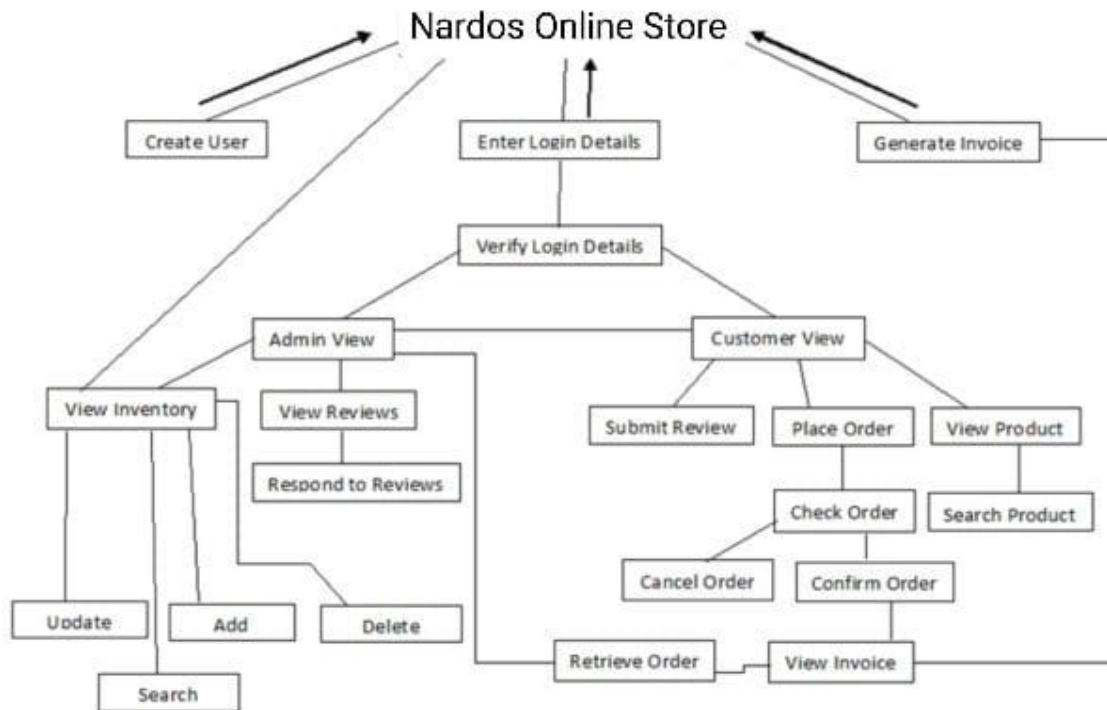 Nardos Online Store
Create User
Enter Login Details
Generate Invoice
Verify Login Details
Admin View
Customer View
View Inventory
View Reviews
Submit Review
Place Order
View Product
Respond to Reviews
Check Order
Search Product
Cancel Order
Confirm Order
Update
Add
Delete
Retrieve Order
View Invoice
Search